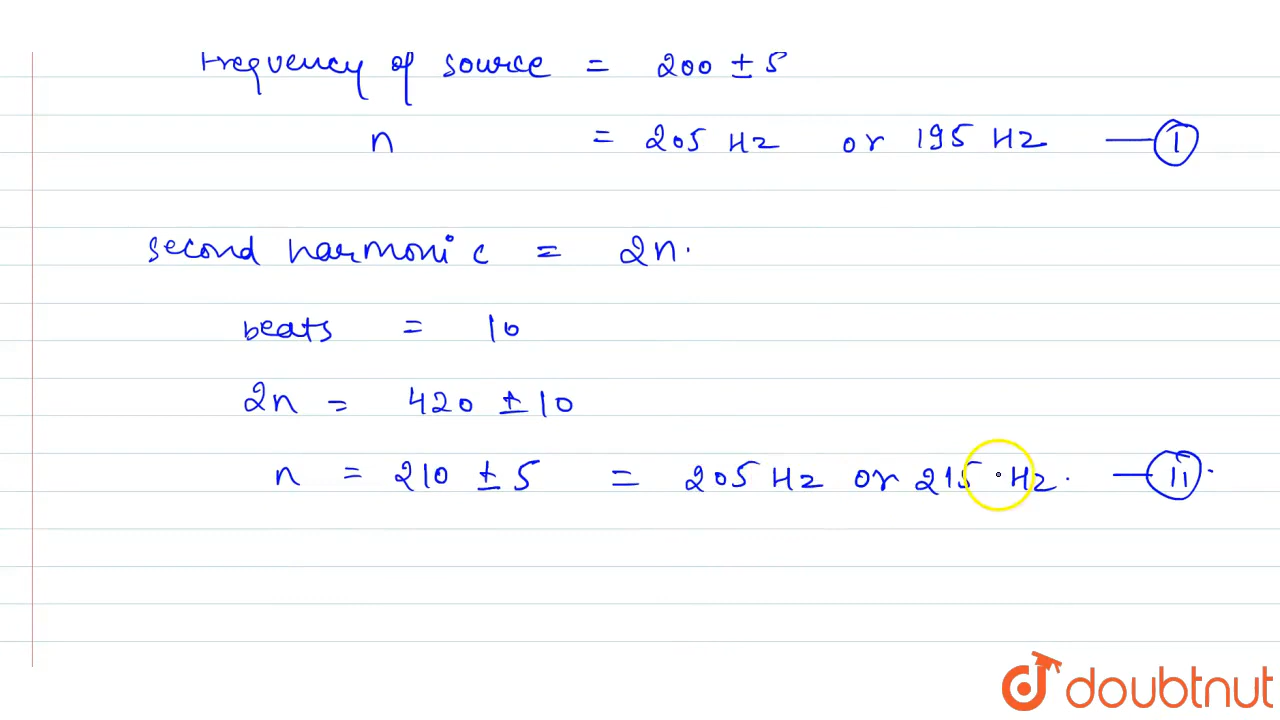 Frequency of source = 200 ± 5
n = 205 Hz or 195 Hz — I
second harmonic = 2n.
beats = 10
2n = 420 ± 10
n = 210 ± 5 = 205 Hz or 215 Hz. — II.
doubtnut